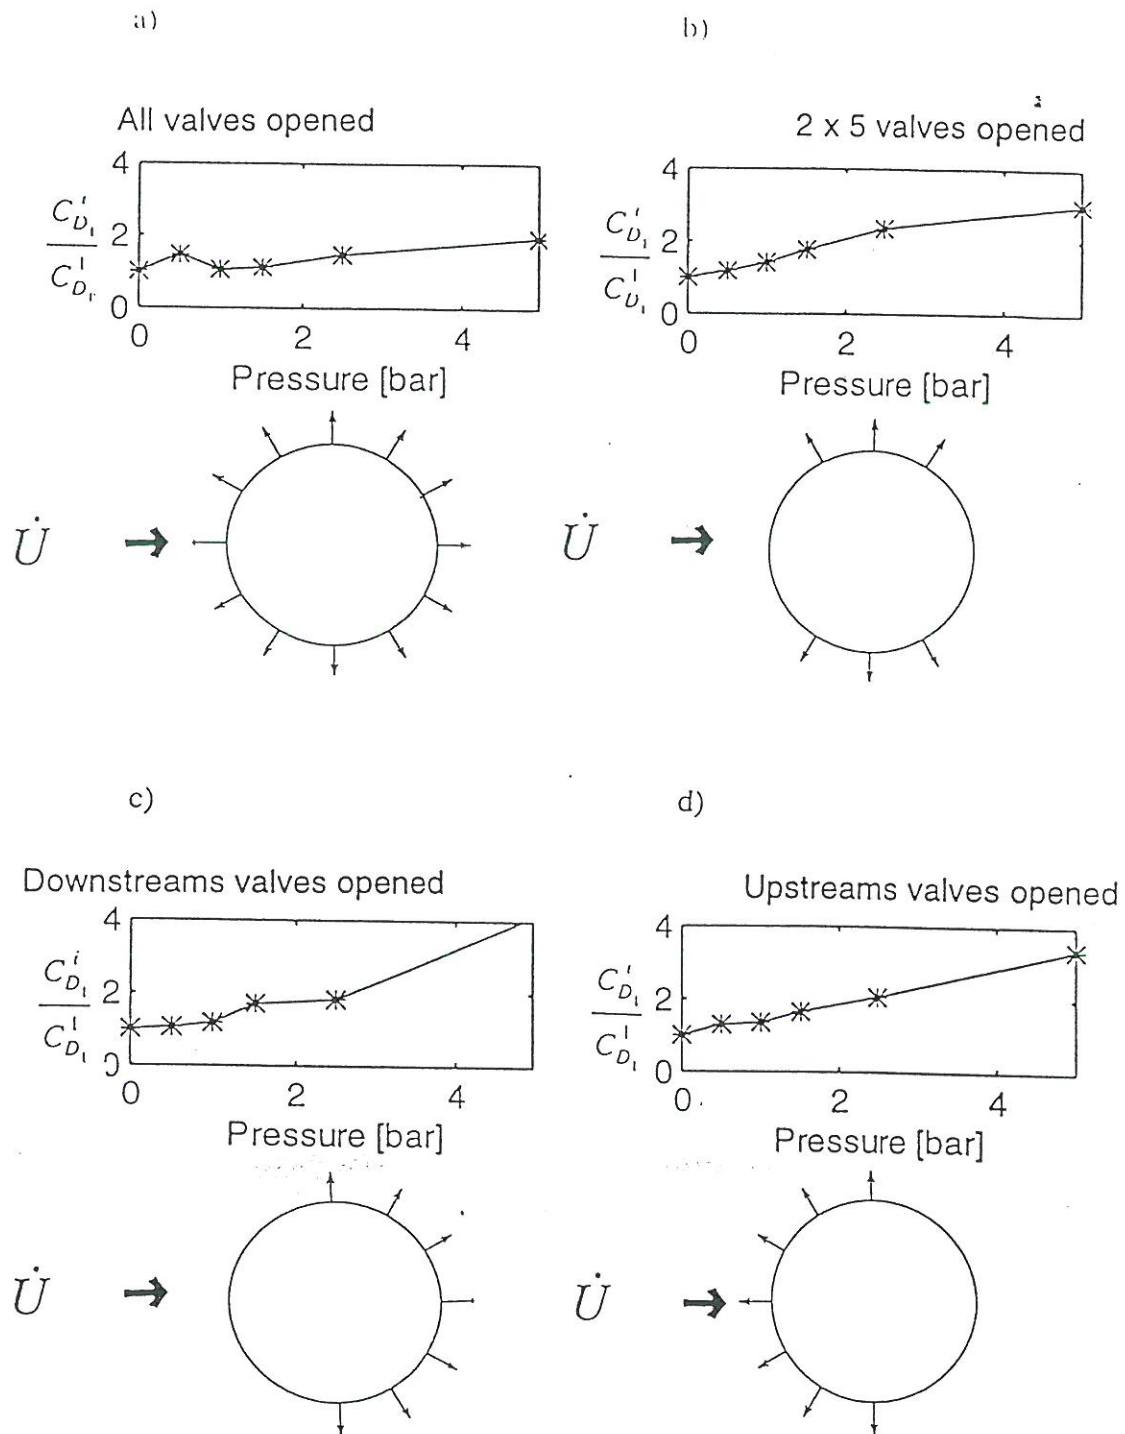 a)
b)
All valves opened
2 x 5 valves opened
4
2
0
0 2 4
Pressure [bar]
4
2
0
0 2 4
Pressure [bar]
U̇
U̇
c)
d)
Downstreams valves opened
Upstreams valves opened
4
2
0
0 2 4
Pressure [bar]
4
2
0
0 2 4
Pressure [bar]
U̇
U̇